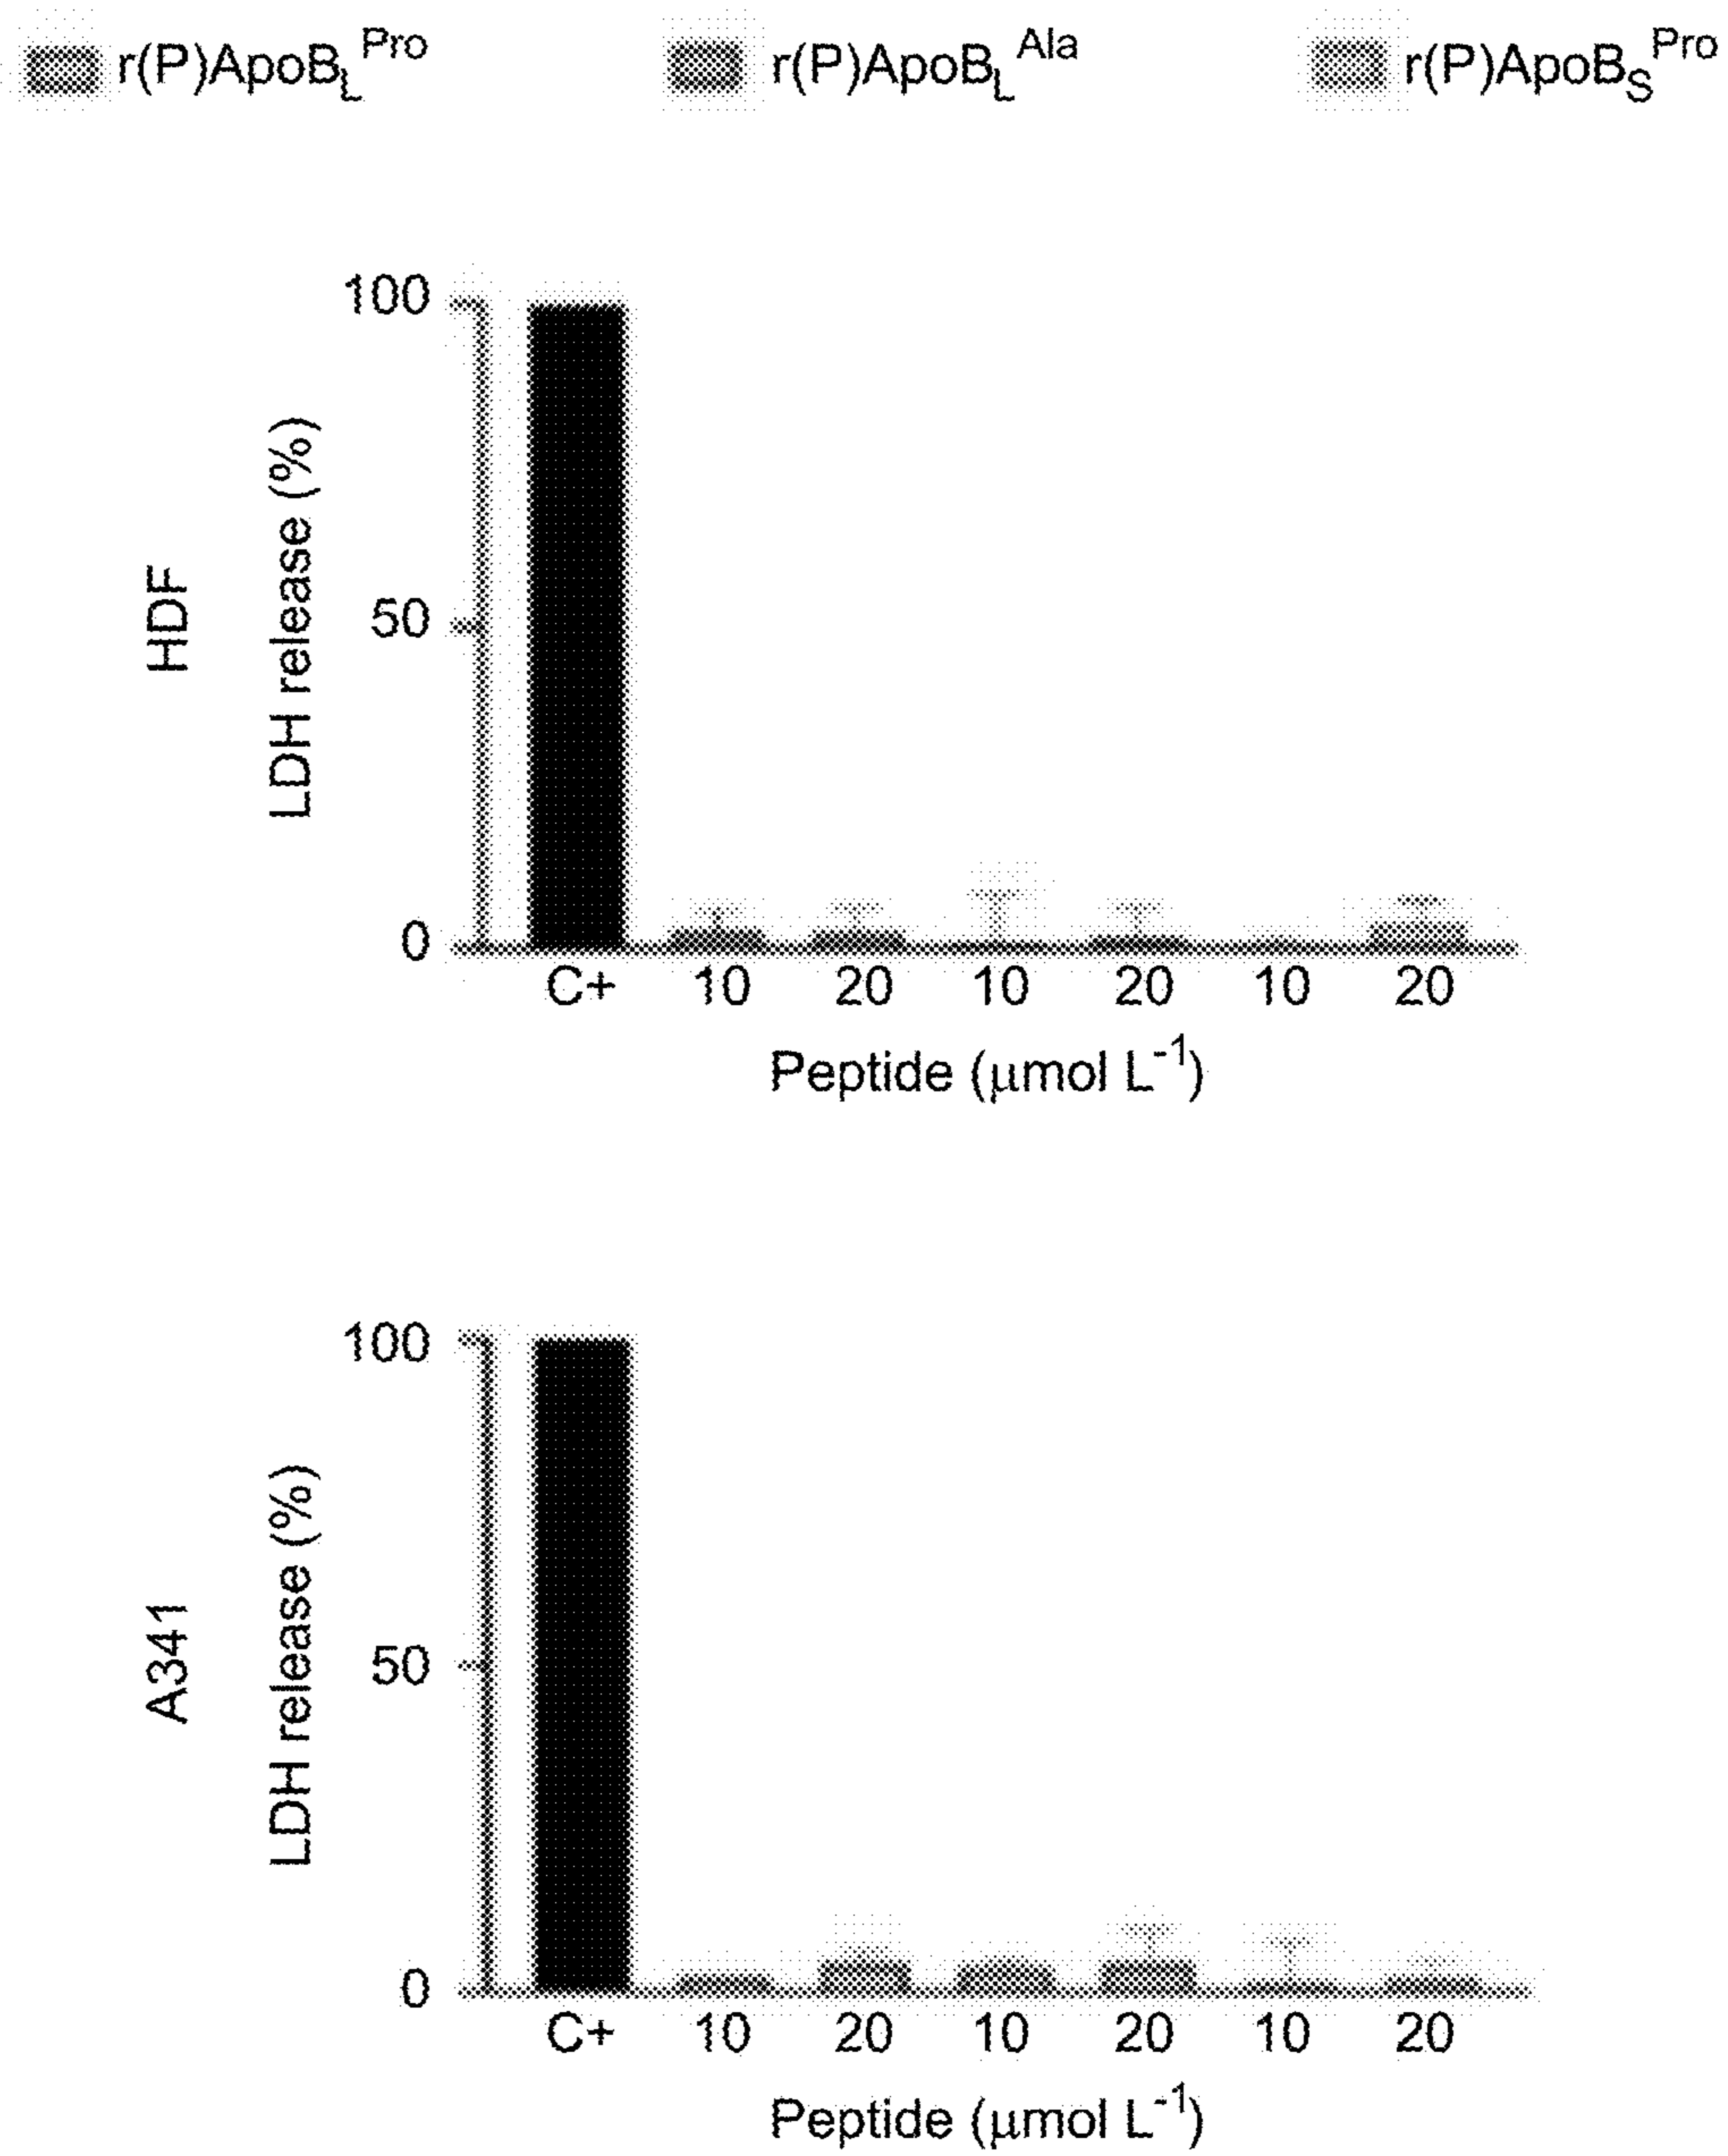 r(P)ApoB_L^Pro r(P)ApoB_L^Ala r(P)ApoB_S^Pro
HDF
LDH release (%)
100
50
0
C+ 10 20 10 20 10 20
Peptide (μmol L⁻¹)
A341
LDH release (%)
100
50
0
C+ 10 20 10 20 10 20
Peptide (μmol L⁻¹)